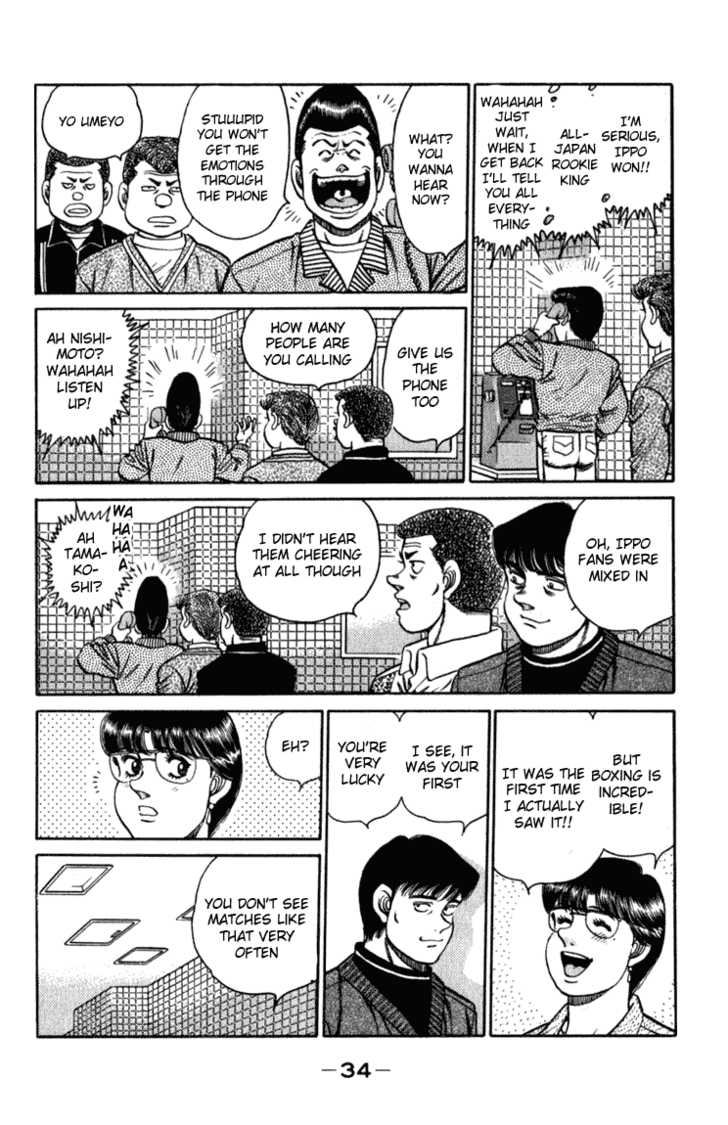 I'M
SERIOUS,
IPPO
WON!!
ALL-
JAPAN
ROOKIE
KING
WAHAHAH
JUST
WAIT,
WHEN I
GET BACK
I'LL TELL
YOU ALL
EVERY-
THING
WHAT?
YOU
WANNA
HEAR
NOW?
STUUUPID
YOU WON'T
GET THE
EMOTIONS
THROUGH
THE PHONE
YO UMEYO
GIVE US
THE
PHONE
TOO
HOW MANY
PEOPLE ARE
YOU CALLING
AH NISHI-
MOTO?
WAHAHAH
LISTEN
UP!
OH, IPPO
FANS WERE
MIXED IN
I DIDN'T HEAR
THEM CHEERING
AT ALL THOUGH
WA
HA
HA
A
AH
TAMA-
KO-
SHI?
BUT
BOXING IS
INCRED-
IBLE!
IT WAS THE
FIRST TIME
I ACTUALLY
SAW IT!!
I SEE, IT
WAS YOUR
FIRST
YOU'RE
VERY
LUCKY
EH?
YOU DON'T SEE
MATCHES LIKE
THAT VERY
OFTEN
-34-